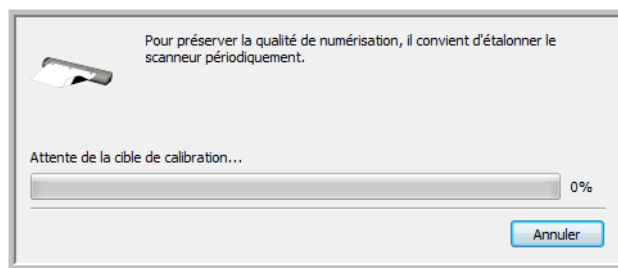 Pour préserver la qualité de numérisation, il convient d'étalonner le
scanneur périodiquement.
Attente de la cible de calibration...
0%
Annuler